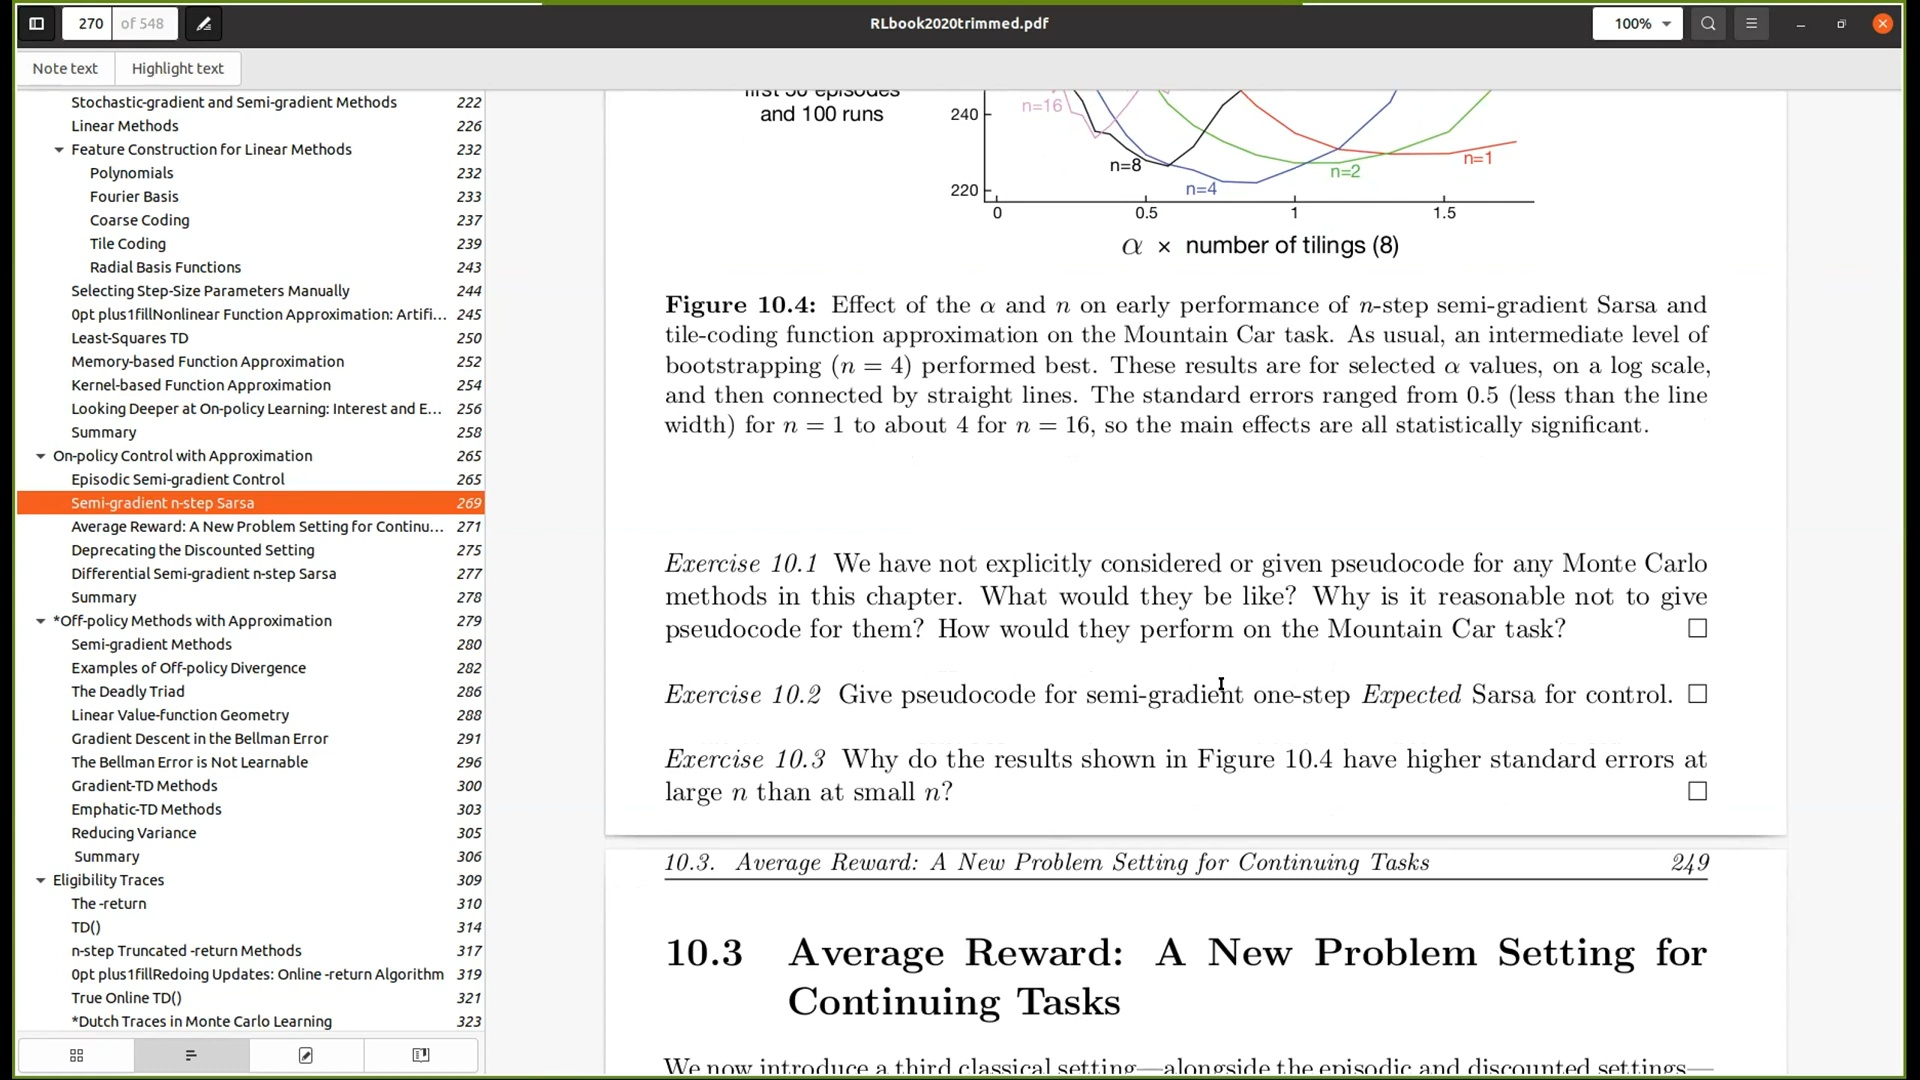 270 of 548
RLbook2020trimmed.pdf
100%
Note text
Highlight text
Stochastic-gradient and Semi-gradient Methods 222
Linear Methods 226
Feature Construction for Linear Methods 232
Polynomials 232
Fourier Basis 233
Coarse Coding 237
Tile Coding 239
Radial Basis Functions 243
Selecting Step-Size Parameters Manually 244
0pt plus1fillNonlinear Function Approximation: Artifi... 245
Least-Squares TD 250
Memory-based Function Approximation 252
Kernel-based Function Approximation 254
Looking Deeper at On-policy Learning: Interest and E... 256
Summary 258
On-policy Control with Approximation 265
Episodic Semi-gradient Control 265
Semi-gradient n-step Sarsa 269
Average Reward: A New Problem Setting for Continu... 271
Deprecating the Discounted Setting 275
Differential Semi-gradient n-step Sarsa 277
Summary 278
*Off-policy Methods with Approximation 279
Semi-gradient Methods 280
Examples of Off-policy Divergence 282
The Deadly Triad 286
Linear Value-function Geometry 288
Gradient Descent in the Bellman Error 291
The Bellman Error is Not Learnable 296
Gradient-TD Methods 300
Emphatic-TD Methods 303
Reducing Variance 305
Summary 306
Eligibility Traces 309
The -return 310
TD() 314
n-step Truncated -return Methods 317
0pt plus1fillRedoing Updates: Online -return Algorithm 319
True Online TD() 321
*Dutch Traces in Monte Carlo Learning 323
first 50 episodes
and 100 runs
240
220
n=16
n=8
n=4
n=2
n=1
0 0.5 1 1.5
α × number of tilings (8)
Figure 10.4: Effect of the α and n on early performance of n-step semi-gradient Sarsa and
tile-coding function approximation on the Mountain Car task. As usual, an intermediate level of
bootstrapping (n = 4) performed best. These results are for selected α values, on a log scale,
and then connected by straight lines. The standard errors ranged from 0.5 (less than the line
width) for n = 1 to about 4 for n = 16, so the main effects are all statistically significant.
Exercise 10.1 We have not explicitly considered or given pseudocode for any Monte Carlo
methods in this chapter. What would they be like? Why is it reasonable not to give
pseudocode for them? How would they perform on the Mountain Car task? □
Exercise 10.2 Give pseudocode for semi-gradient one-step Expected Sarsa for control. □
Exercise 10.3 Why do the results shown in Figure 10.4 have higher standard errors at
large n than at small n? □
10.3. Average Reward: A New Problem Setting for Continuing Tasks 249
10.3 Average Reward: A New Problem Setting for
Continuing Tasks
We now introduce a third classical setting—alongside the episodic and discounted settings—